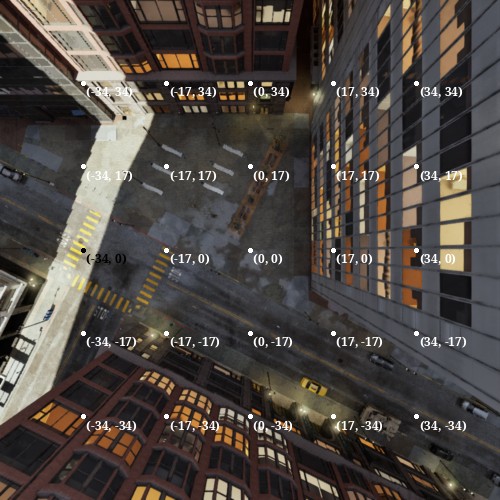 (-34, 34) (-17, 34) (0, 34) (17, 34) (34, 34)
(-34, 17) (-17, 17) (0, 17) (17, 17) (34, 17)
(-34, 0) (-17, 0) (0, 0) (17, 0) (34, 0)
(-34, -17) (-17, -17) (0, -17) (17, -17) (34, -17)
(-34, -34) (-17, -34) (0, -34) (17, -34) (34, -34)